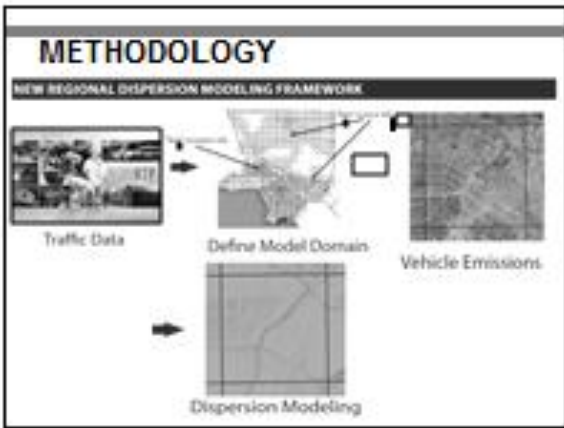 METHODOLOGY
NEW REGIONAL DISPERSION MODELING FRAMEWORK
Traffic Data
Define Model Domain
Vehicle Emissions
Dispersion Modeling